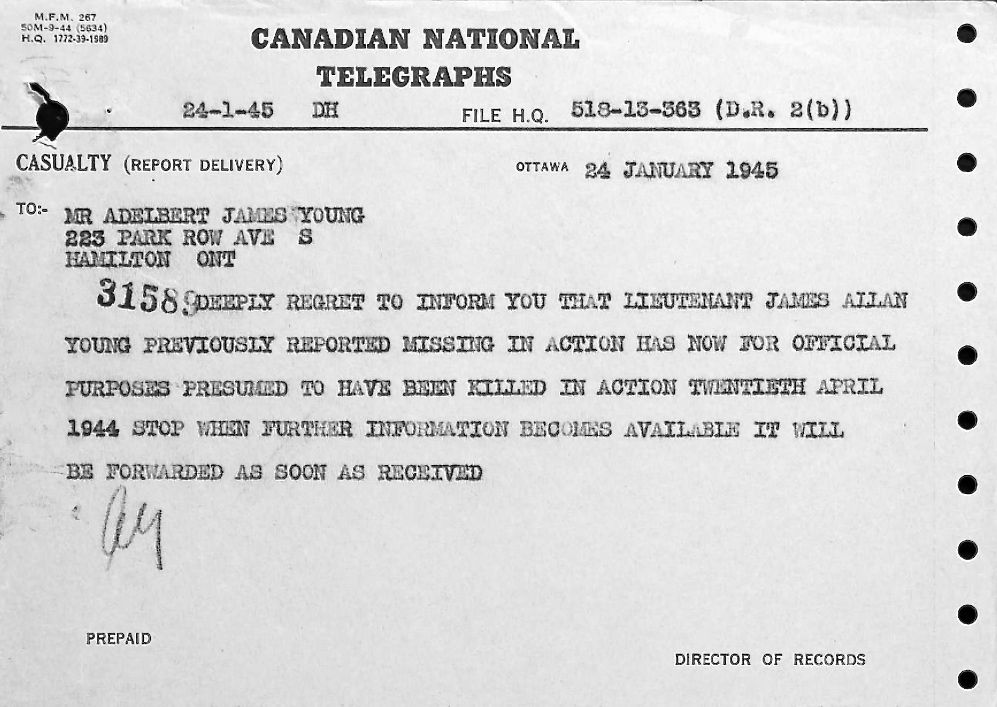 M.F.M. 267
50M-9-44 (5634)
H.Q. 1772-39-1989
CANADIAN NATIONAL
TELEGRAPHS
24-1-45 DH FILE H.Q. 518-13-363 (D.R. 2(b))
CASUALTY (REPORT DELIVERY) OTTAWA 24 JANUARY 1945
TO:- MR ADELBERT JAMES YOUNG
223 PARK ROW AVE S
HAMILTON ONT
31589 DEEPLY REGRET TO INFORM YOU THAT LIEUTENANT JAMES ALLAN
YOUNG PREVIOUSLY REPORTED MISSING IN ACTION HAS NOW FOR OFFICIAL
PURPOSES PRESUMED TO HAVE BEEN KILLED IN ACTION TWENTIETH APRIL
1944 STOP WHEN FURTHER INFORMATION BECOMES AVAILABLE IT WILL
BE FORWARDED AS SOON AS RECEIVED
PREPAID
DIRECTOR OF RECORDS